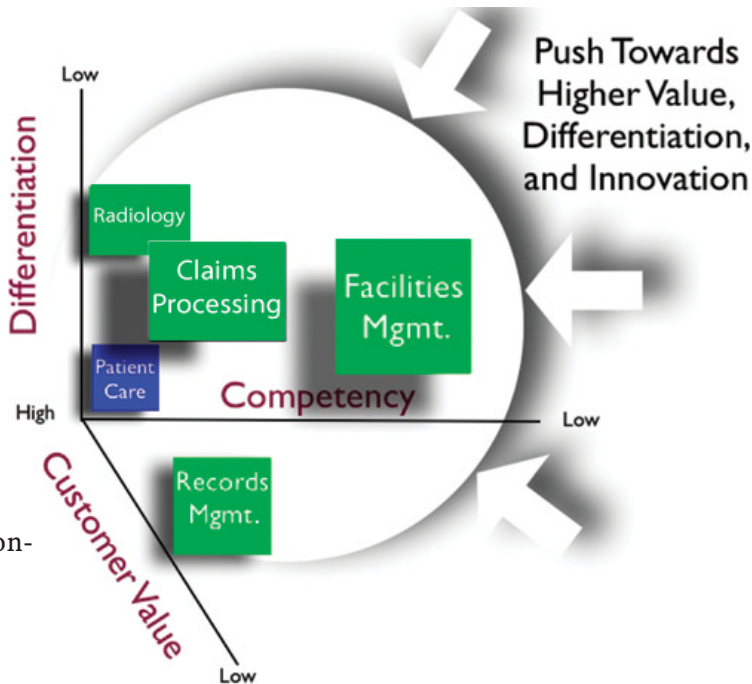 Push Towards
Higher Value,
Differentiation,
and Innovation
Low
Differentiation
Radiology
Claims
Processing
Facilities
Mgmt.
Patient
Care
Competency
High
Low
Customer Value
Records
Mgmt.
on-
Low